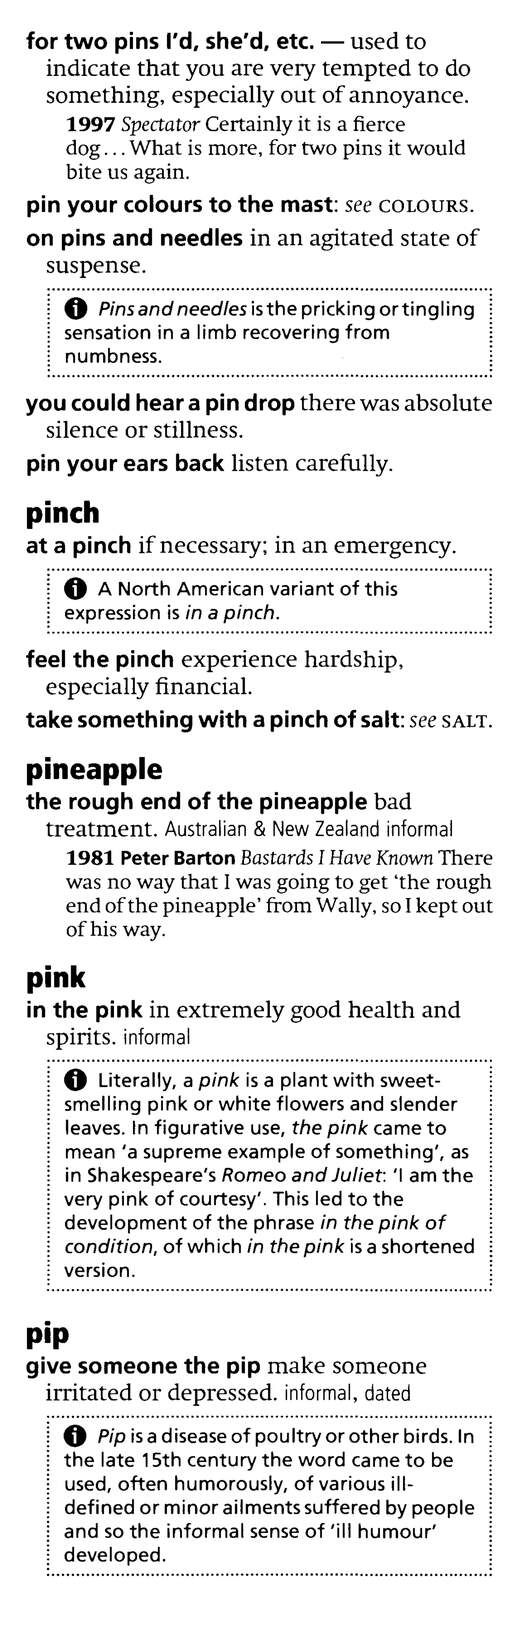 for two pins I'd, she'd, etc. — used to
indicate that you are very tempted to do
something, especially out of annoyance.
1997 Spectator Certainly it is a fierce
dog... What is more, for two pins it would
bite us again.
pin your colours to the mast: see COLOURS.
on pins and needles in an agitated state of
suspense.
Pins and needles is the pricking or tingling
sensation in a limb recovering from
numbness.
you could hear a pin drop there was absolute
silence or stillness.
pin your ears back listen carefully.
pinch
at a pinch if necessary; in an emergency.
A North American variant of this
expression is in a pinch.
feel the pinch experience hardship,
especially financial.
take something with a pinch of salt: see SALT.
pineapple
the rough end of the pineapple bad
treatment. Australian & New Zealand informal
1981 Peter Barton Bastards I Have Known There
was no way that I was going to get ‘the rough
end of the pineapple’ from Wally, so I kept out
of his way.
pink
in the pink in extremely good health and
spirits. informal
Literally, a pink is a plant with sweet-
smelling pink or white flowers and slender
leaves. In figurative use, the pink came to
mean ‘a supreme example of something’, as
in Shakespeare's Romeo and Juliet: ‘I am the
very pink of courtesy’. This led to the
development of the phrase in the pink of
condition, of which in the pink is a shortened
version.
pip
give someone the pip make someone
irritated or depressed. informal, dated
Pip is a disease of poultry or other birds. In
the late 15th century the word came to be
used, often humorously, of various ill-
defined or minor ailments suffered by people
and so the informal sense of ‘ill humour’
developed.